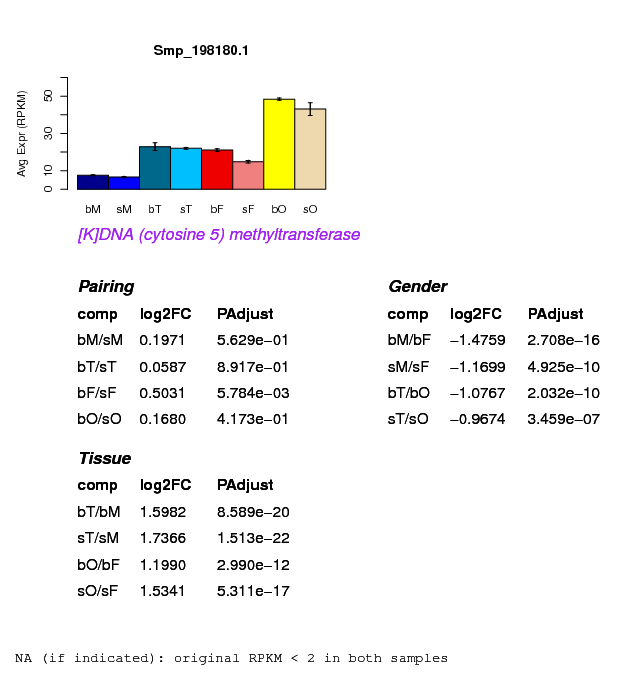 Smp_198180.1
Avg Expr (RPKM)
50
30
10
0
bM sM bT sT bF sF bO sO
[K]DNA (cytosine 5) methyltransferase
Pairing
comp log2FC PAdjust
bM/sM 0.1971 5.629e−01
bT/sT 0.0587 8.917e−01
bF/sF 0.5031 5.784e−03
bO/sO 0.1680 4.173e−01
Gender
comp log2FC PAdjust
bM/bF −1.4759 2.708e−16
sM/sF −1.1699 4.925e−10
bT/bO −1.0767 2.032e−10
sT/sO −0.9674 3.459e−07
Tissue
comp log2FC PAdjust
bT/bM 1.5982 8.589e−20
sT/sM 1.7366 1.513e−22
bO/bF 1.1990 2.990e−12
sO/sF 1.5341 5.311e−17
NA (if indicated): original RPKM < 2 in both samples